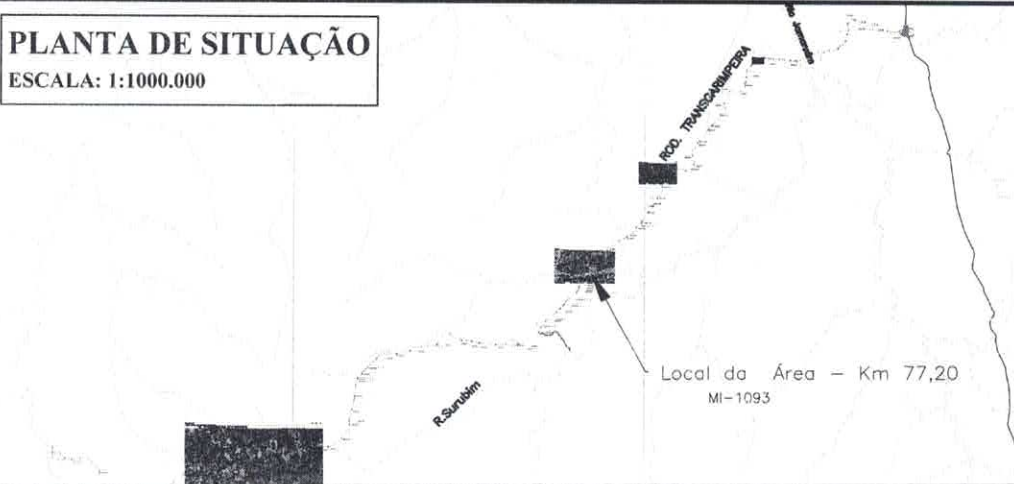 PLANTA DE SITUAÇÃO
ESCALA: 1:1000.000
ROD. TRANSGARIMPEIRA
Local da Área – Km 77,20
MI-1093
R.Surubim